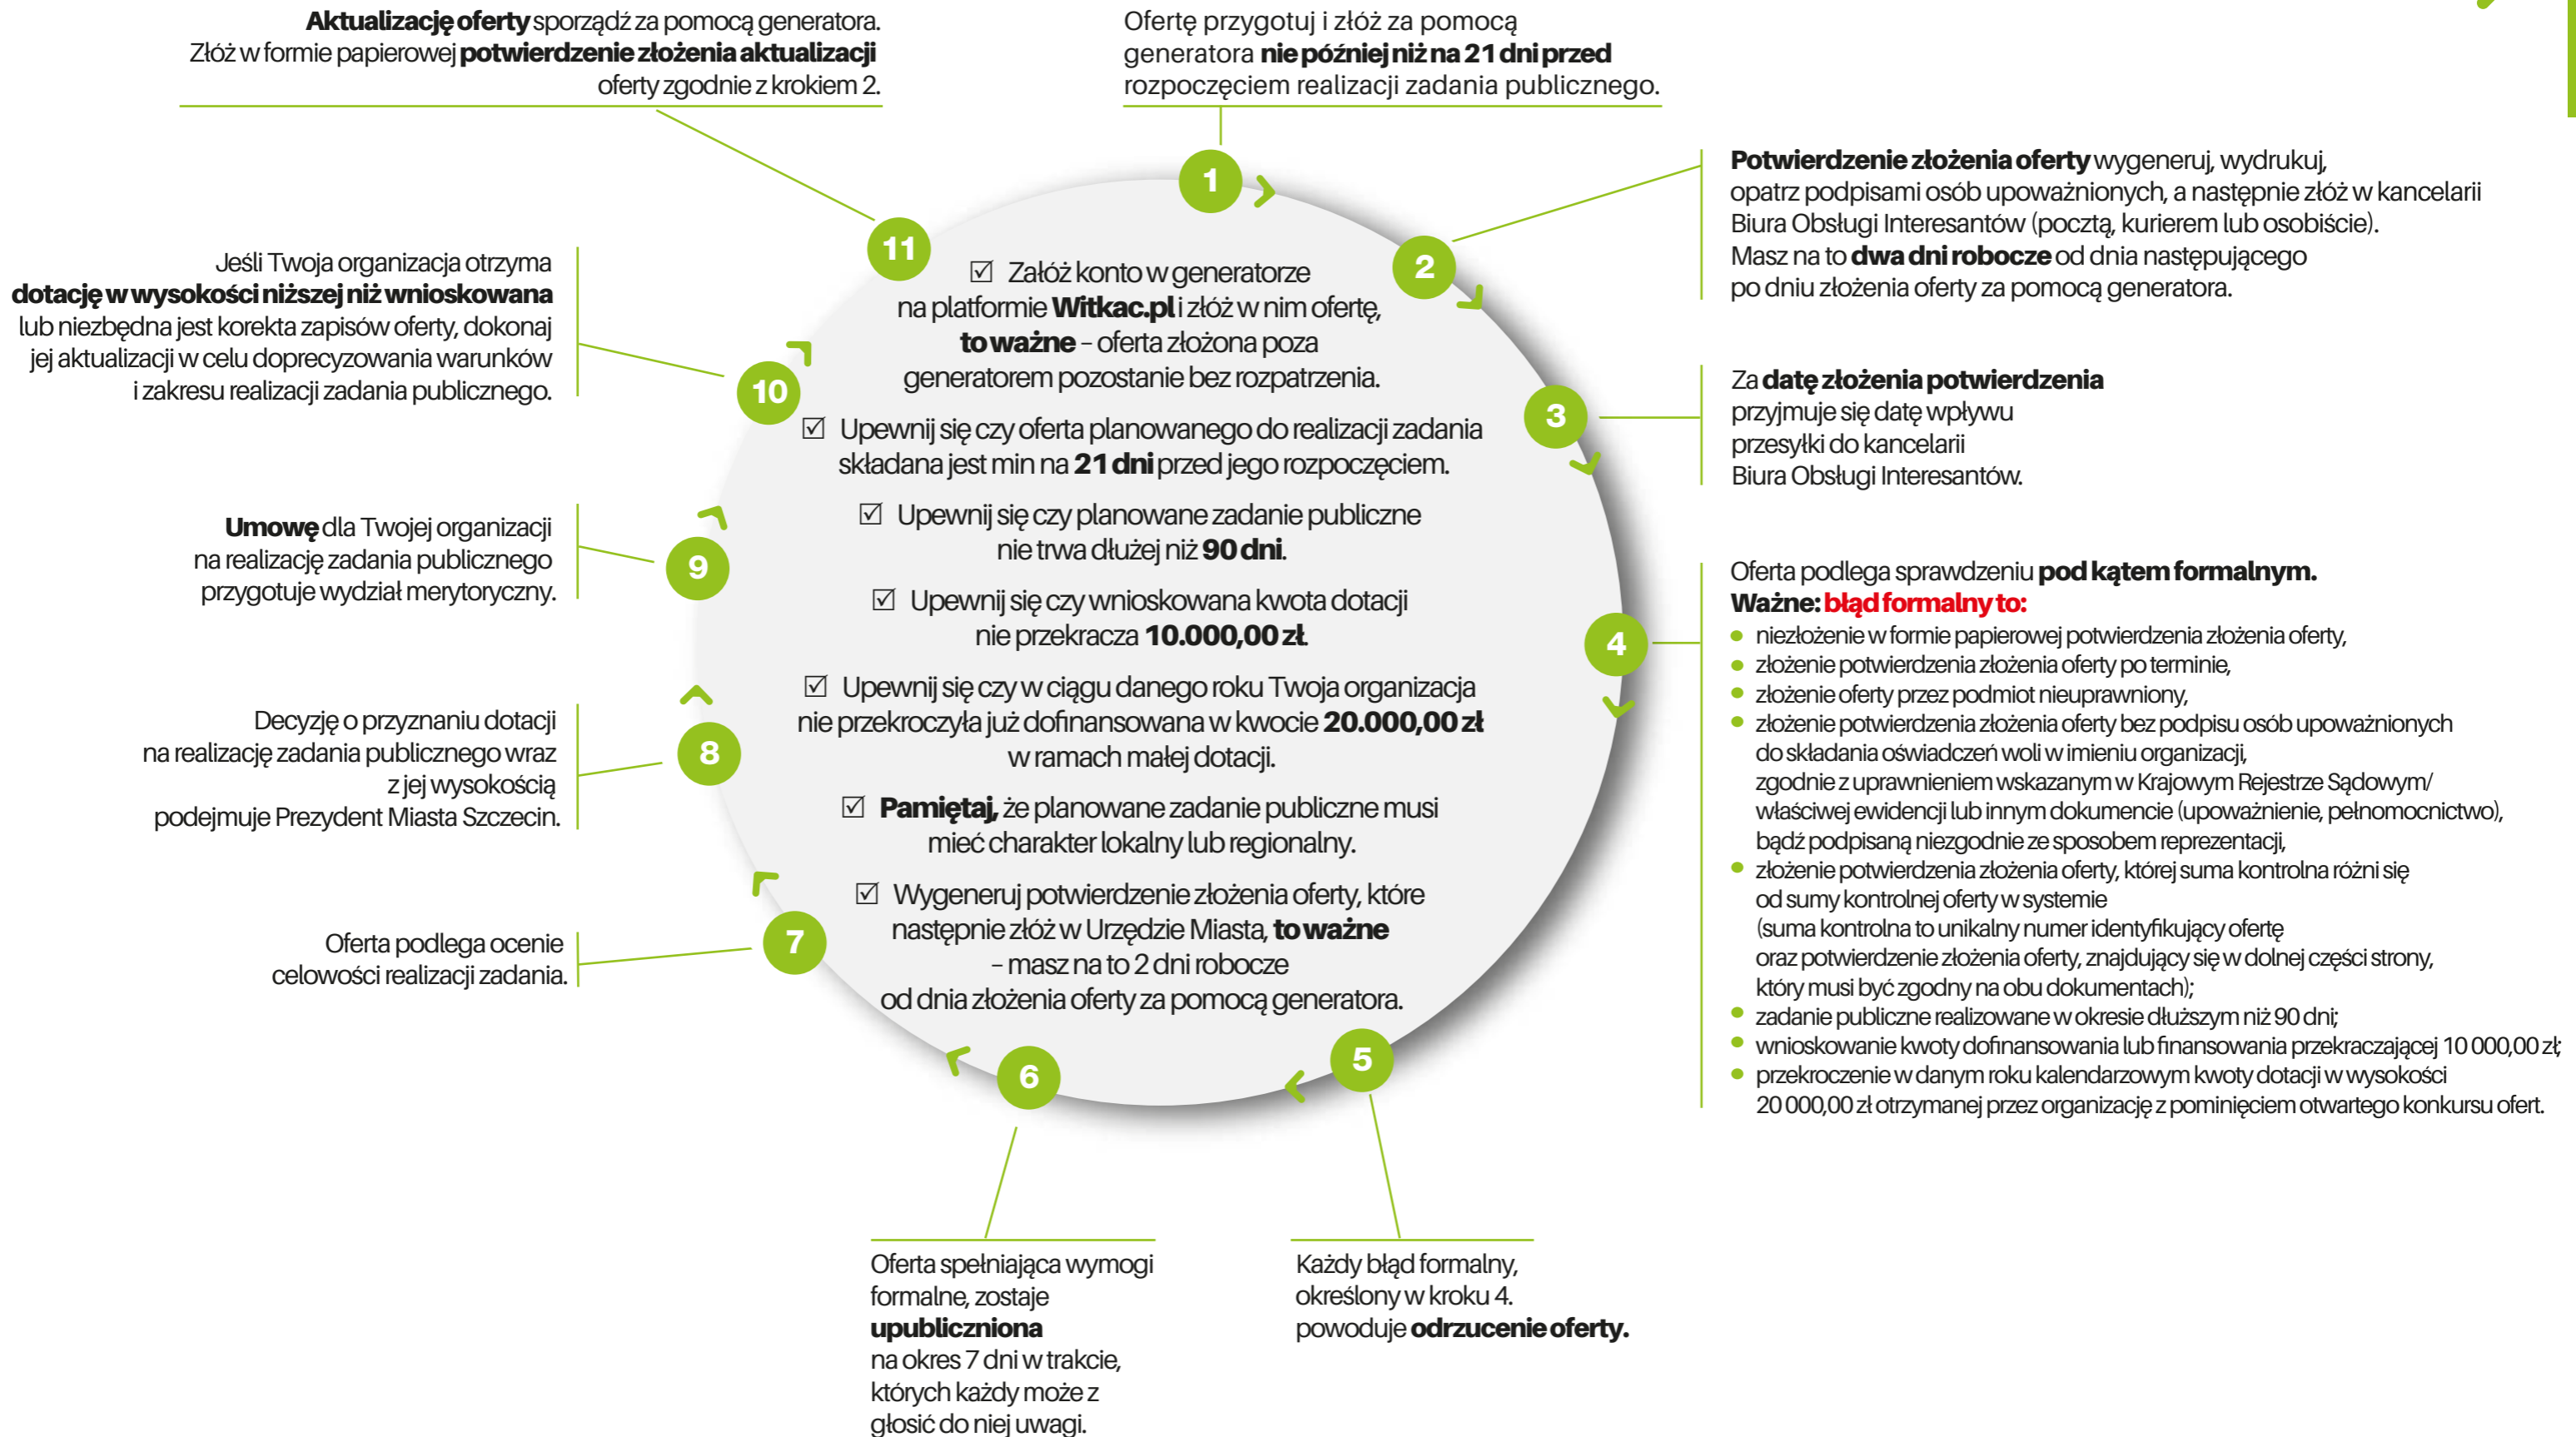 Ofertę przygotuj i złóż za pomocą
generatora nie później niż na 21 dni przed
rozpoczęciem realizacji zadania publicznego.
1
Potwierdzenie złożenia oferty wygeneruj, wydrukuj,
opatrz podpisami osób upoważnionych, a następnie złóż w kancelarii
Biura Obsługi Interesantów (pocztą, kurierem lub osobiście).
Masz na to dwa dni robocze od dnia następującego
po dniu złożenia oferty za pomocą generatora.
2
Za datę złożenia potwierdzenia
przyjmuje się datę wpływu
przesyłki do kancelarii
Biura Obsługi Interesantów.
3
Oferta podlega sprawdzeniu pod kątem formalnym.
Ważne: błąd formalny to:
niezłożenie w formie papierowej potwierdzenia złożenia oferty,
złożenie potwierdzenia złożenia oferty po terminie,
złożenie oferty przez podmiot nieuprawniony,
złożenie potwierdzenia złożenia oferty bez podpisu osób upoważnionych
do składania oświadczeń woli w imieniu organizacji,
zgodnie z uprawnieniem wskazanym w Krajowym Rejestrze Sądowym/
właściwej ewidencji lub innym dokumencie (upoważnienie, pełnomocnictwo),
bądź podpisaną niezgodnie ze sposobem reprezentacji,
złożenie potwierdzenia złożenia oferty, której suma kontrolna różni się
od sumy kontrolnej oferty w systemie
(suma kontrolna to unikalny numer identyfikujący ofertę
oraz potwierdzenie złożenia oferty, znajdujący się w dolnej części strony,
który musi być zgodny na obu dokumentach);
zadanie publiczne realizowane w okresie dłuższym niż 90 dni;
wnioskowanie kwoty dofinansowania lub finansowania przekraczającej 10 000,00 zł;
przekroczenie w danym roku kalendarzowym kwoty dotacji w wysokości
20 000,00 zł otrzymanej przez organizację z pominięciem otwartego konkursu ofert.
4
5
Każdy błąd formalny,
określony w kroku 4.
powoduje odrzucenie oferty.
6
Oferta spełniająca wymogi
formalne, zostaje
upubliczniona
na okres 7 dni w trakcie,
których każdy może z
głosić do niej uwagi.
7
Oferta podlega ocenie
celowości realizacji zadania.
8
Decyzję o przyznaniu dotacji
na realizację zadania publicznego wraz
z jej wysokością
podejmuje Prezydent Miasta Szczecin.
9
Umowę dla Twojej organizacji
na realizację zadania publicznego
przygotuje wydział merytoryczny.
10
Jeśli Twoja organizacja otrzyma
dotację w wysokości niższej niż wnioskowana
lub niezbędna jest korekta zapisów oferty, dokonaj
jej aktualizacji w celu doprecyzowania warunków
i zakresu realizacji zadania publicznego.
11
Aktualizację oferty sporządź za pomocą generatora.
Złóż w formie papierowej potwierdzenie złożenia aktualizacji
oferty zgodnie z krokiem 2.
☑ Załóż konto w generatorze
na platformie Witkac.pl i złóż w nim ofertę,
to ważne – oferta złożona poza
generatorem pozostanie bez rozpatrzenia.
☑ Upewnij się czy oferta planowanego do realizacji zadania
składana jest min na 21 dni przed jego rozpoczęciem.
☑ Upewnij się czy planowane zadanie publiczne
nie trwa dłużej niż 90 dni.
☑ Upewnij się czy wnioskowana kwota dotacji
nie przekracza 10.000,00 zł.
☑ Upewnij się czy w ciągu danego roku Twoja organizacja
nie przekroczyła już dofinansowana w kwocie 20.000,00 zł
w ramach małej dotacji.
☑ Pamiętaj, że planowane zadanie publiczne musi
mieć charakter lokalny lub regionalny.
☑ Wygeneruj potwierdzenie złożenia oferty, które
następnie złóż w Urzędzie Miasta, to ważne
– masz na to 2 dni robocze
od dnia złożenia oferty za pomocą generatora.